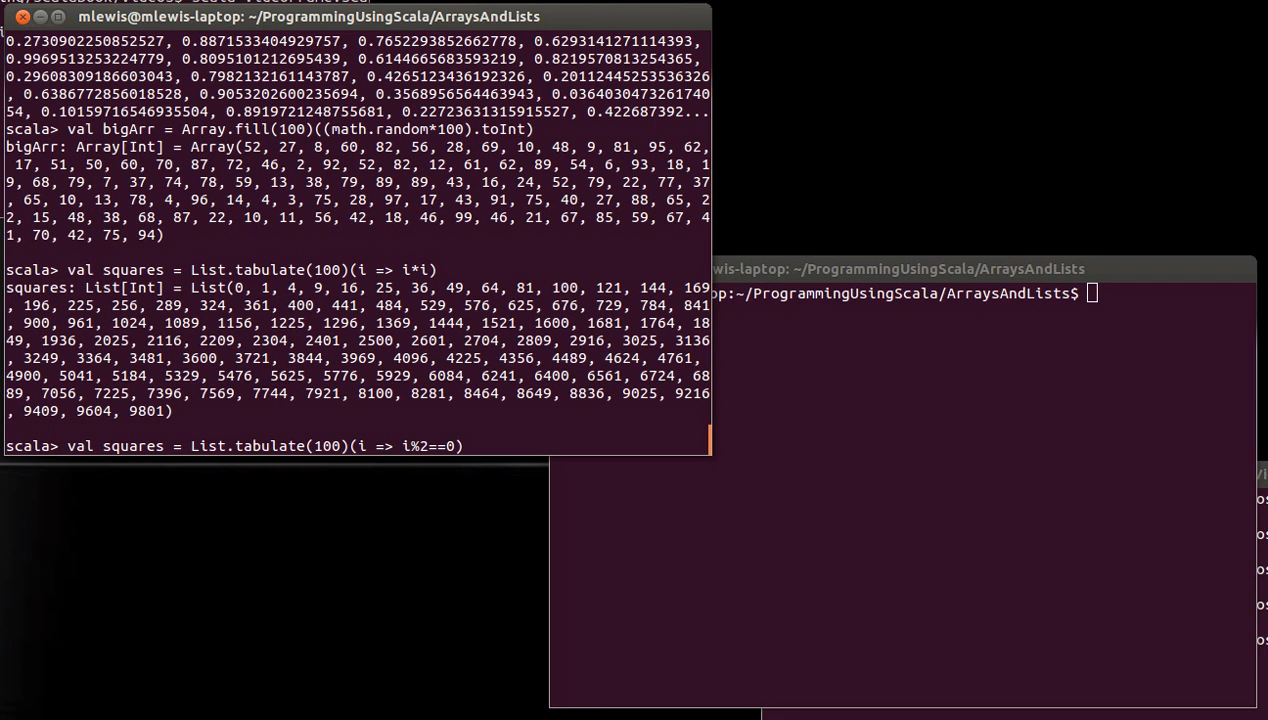 mlewis@mlewis-laptop: ~/ProgrammingUsingScala/ArraysAndLists
0.2730902250852527, 0.8871533404929757, 0.7652293852662778, 0.6293141271114393,
0.9969513253224779, 0.8095101212695439, 0.6144665683593219, 0.8219570813254365,
0.29608309186603043, 0.7982132161143787, 0.4265123436192326, 0.20112445253536326
, 0.6386772856018528, 0.9053202600235694, 0.3568956564463943, 0.0364030473261740
54, 0.10159716546935504, 0.8919721248755681, 0.22723631315915527, 0.422687392...
scala> val bigArr = Array.fill(100)((math.random*100).toInt)
bigArr: Array[Int] = Array(52, 27, 8, 60, 82, 56, 28, 69, 10, 48, 9, 81, 95, 62,
17, 51, 50, 60, 70, 87, 72, 46, 2, 92, 52, 82, 12, 61, 62, 89, 54, 6, 93, 18, 1
9, 68, 79, 7, 37, 74, 78, 59, 13, 38, 79, 89, 89, 43, 16, 24, 52, 79, 22, 77, 37
, 65, 10, 13, 78, 4, 96, 14, 4, 3, 75, 28, 97, 17, 43, 91, 75, 40, 27, 88, 65, 2
2, 15, 48, 38, 68, 87, 22, 10, 11, 56, 42, 18, 46, 99, 46, 21, 67, 85, 59, 67, 4
1, 70, 42, 75, 94)
scala> val squares = List.tabulate(100)(i => i*i)
squares: List[Int] = List(0, 1, 4, 9, 16, 25, 36, 49, 64, 81, 100, 121, 144, 169
, 196, 225, 256, 289, 324, 361, 400, 441, 484, 529, 576, 625, 676, 729, 784, 841
, 900, 961, 1024, 1089, 1156, 1225, 1296, 1369, 1444, 1521, 1600, 1681, 1764, 18
49, 1936, 2025, 2116, 2209, 2304, 2401, 2500, 2601, 2704, 2809, 2916, 3025, 3136
, 3249, 3364, 3481, 3600, 3721, 3844, 3969, 4096, 4225, 4356, 4489, 4624, 4761,
4900, 5041, 5184, 5329, 5476, 5625, 5776, 5929, 6084, 6241, 6400, 6561, 6724, 68
89, 7056, 7225, 7396, 7569, 7744, 7921, 8100, 8281, 8464, 8649, 8836, 9025, 9216
, 9409, 9604, 9801)
scala> val squares = List.tabulate(100)(i => i%2==0)
wis-laptop: ~/ProgrammingUsingScala/ArraysAndLists
op:~/ProgrammingUsingScala/ArraysAndLists$